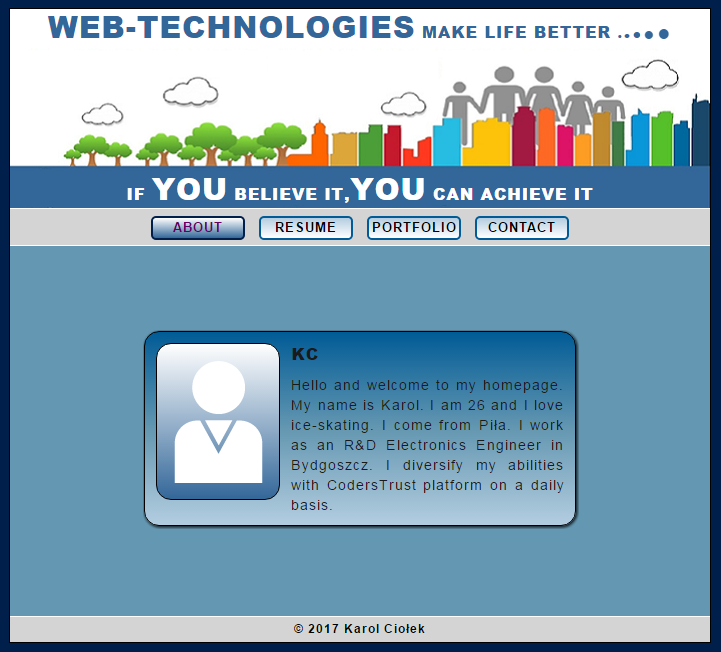 WEB-TECHNOLOGIES MAKE LIFE BETTER .....
IF YOU BELIEVE IT,YOU CAN ACHIEVE IT
ABOUT RESUME PORTFOLIO CONTACT
KC
Hello and welcome to my homepage.
My name is Karol. I am 26 and I love
ice-skating. I come from Piła. I work
as an R&D Electronics Engineer in
Bydgoszcz. I diversify my abilities
with CodersTrust platform on a daily
basis.
© 2017 Karol Ciołek